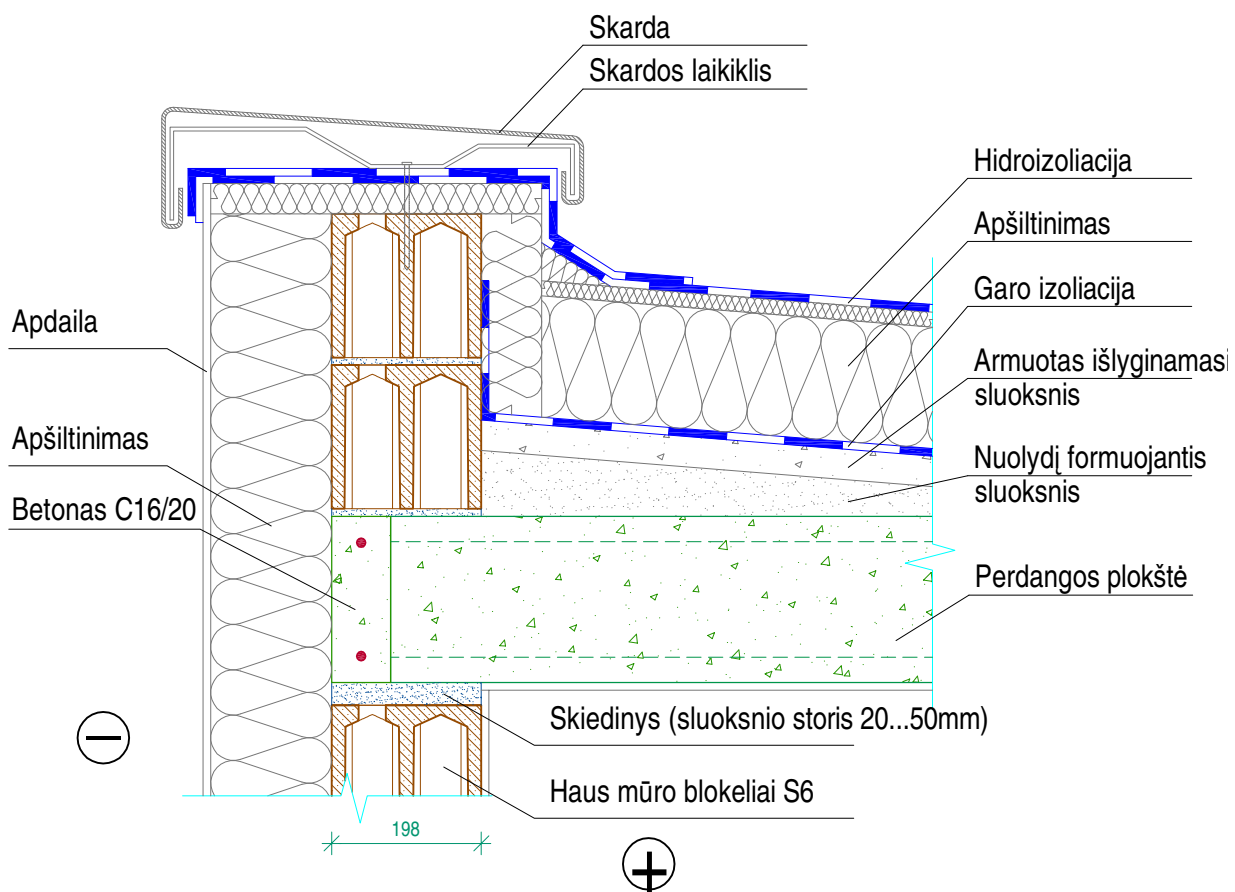 Skarda
Skardos laikiklis
Hidroizoliacija
Apšiltinimas
Garo izoliacija
Armuotas išlyginamasi
sluoksnis
Nuolydį formuojantis
sluoksnis
Perdangos plokštė
Apdaila
Apšiltinimas
Betonas C16/20
Skiedinys (sluoksnio storis 20...50mm)
Haus mūro blokeliai S6
198